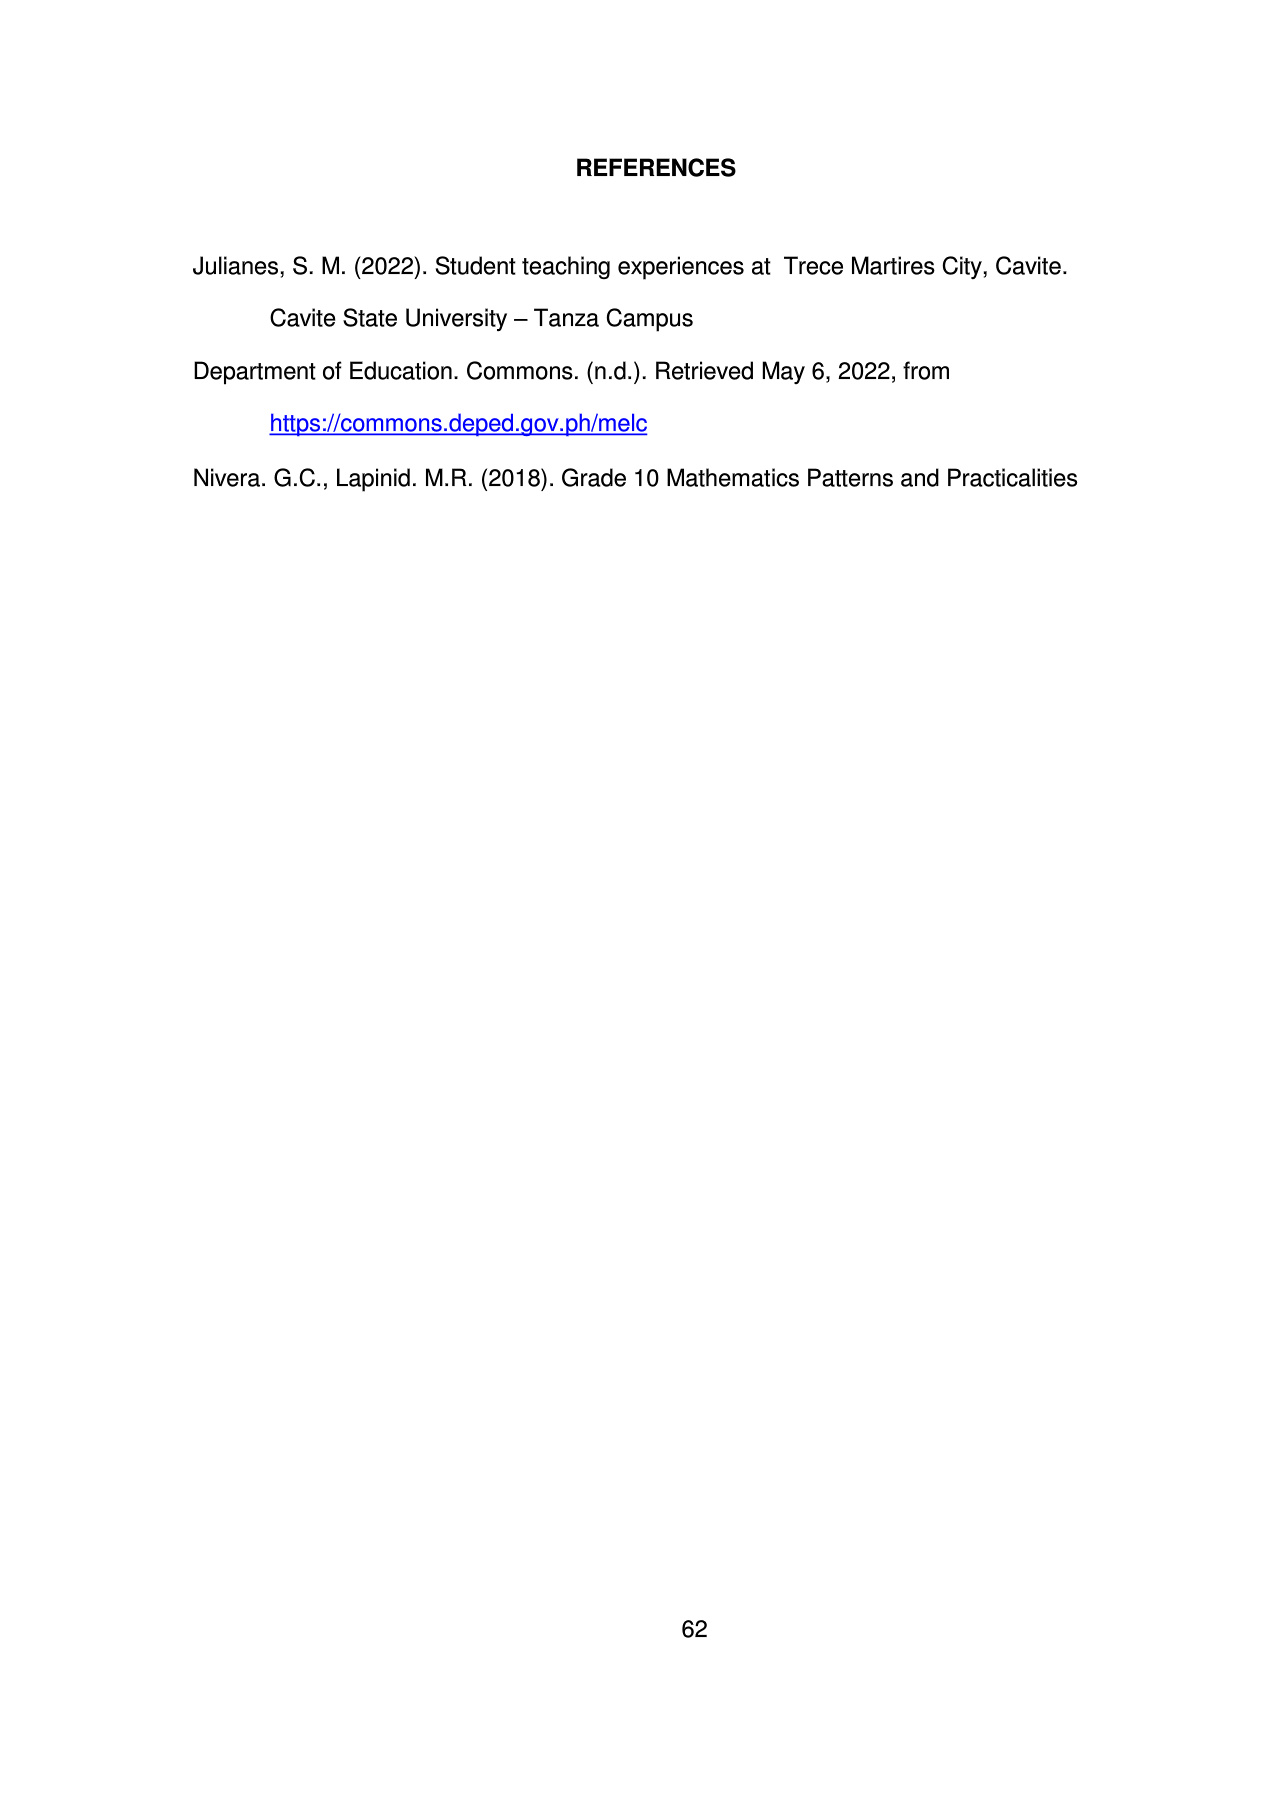 REFERENCES
Julianes, S. M. (2022). Student teaching experiences at  Trece Martires City, Cavite.
Cavite State University – Tanza Campus
Department of Education. Commons. (n.d.). Retrieved May 6, 2022, from
https://commons.deped.gov.ph/melc
Nivera. G.C., Lapinid. M.R. (2018). Grade 10 Mathematics Patterns and Practicalities
62